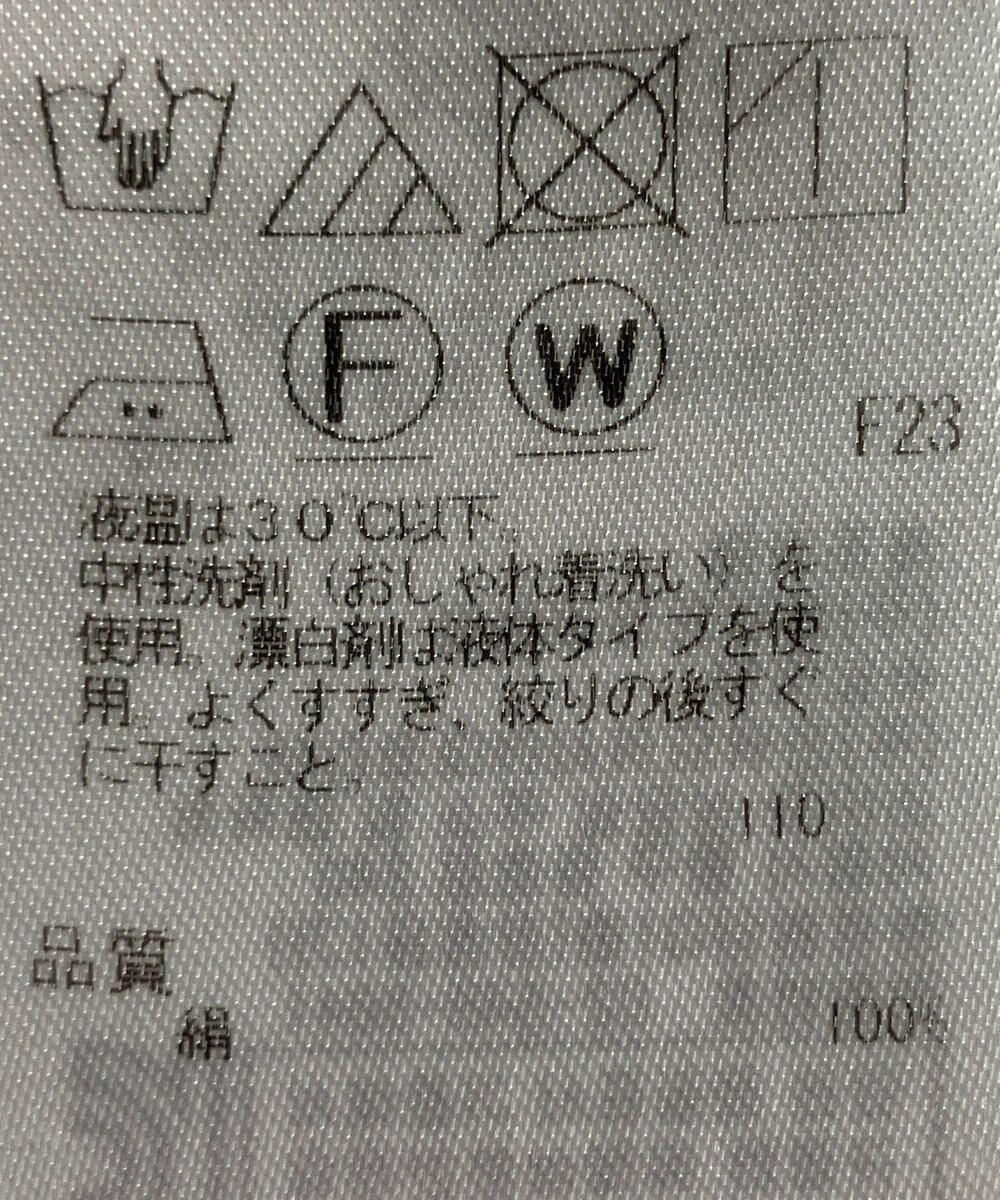 F W
F23
液温は30℃以下。
中性洗剤（おしゃれ着洗い）を
使用。漂白剤は液体タイプを使
用。よくすすぎ、絞りの後すぐ
に干すこと。
110
品質
絹 100%